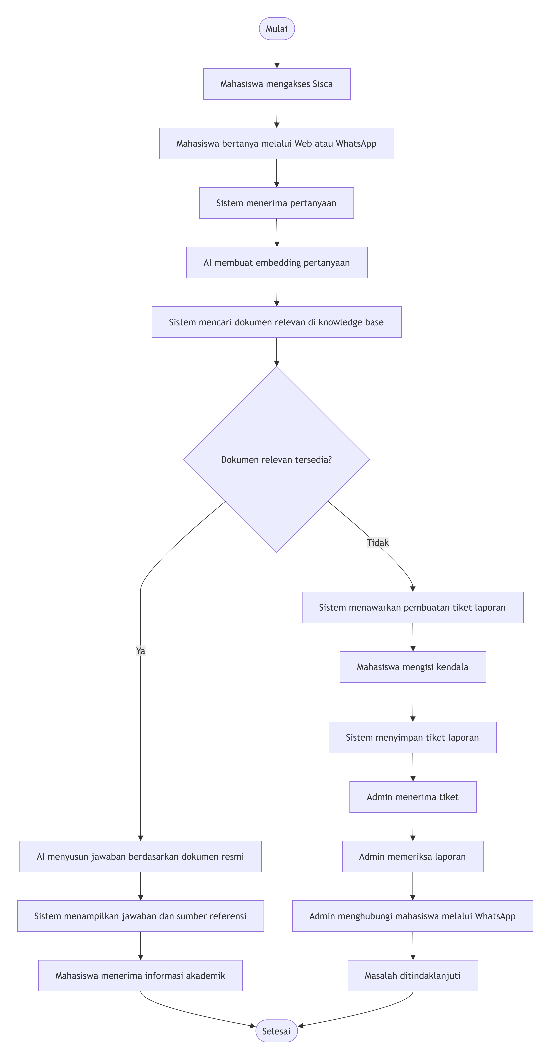 Mulai
Mahasiswa mengakses Sisca
Mahasiswa bertanya melalui Web atau WhatsApp
Sistem menerima pertanyaan
AI membuat embedding pertanyaan
Sistem mencari dokumen relevan di knowledge base
Dokumen relevan tersedia?
Tidak
Sistem menawarkan pembuatan tiket laporan
Ya
Mahasiswa mengisi kendala
Sistem menyimpan tiket laporan
Admin menerima tiket
AI menyusun jawaban berdasarkan dokumen resmi
Admin memeriksa laporan
Sistem menampilkan jawaban dan sumber referensi
Admin menghubungi mahasiswa melalui WhatsApp
Mahasiswa menerima informasi akademik
Masalah ditindaklanjuti
Selesai